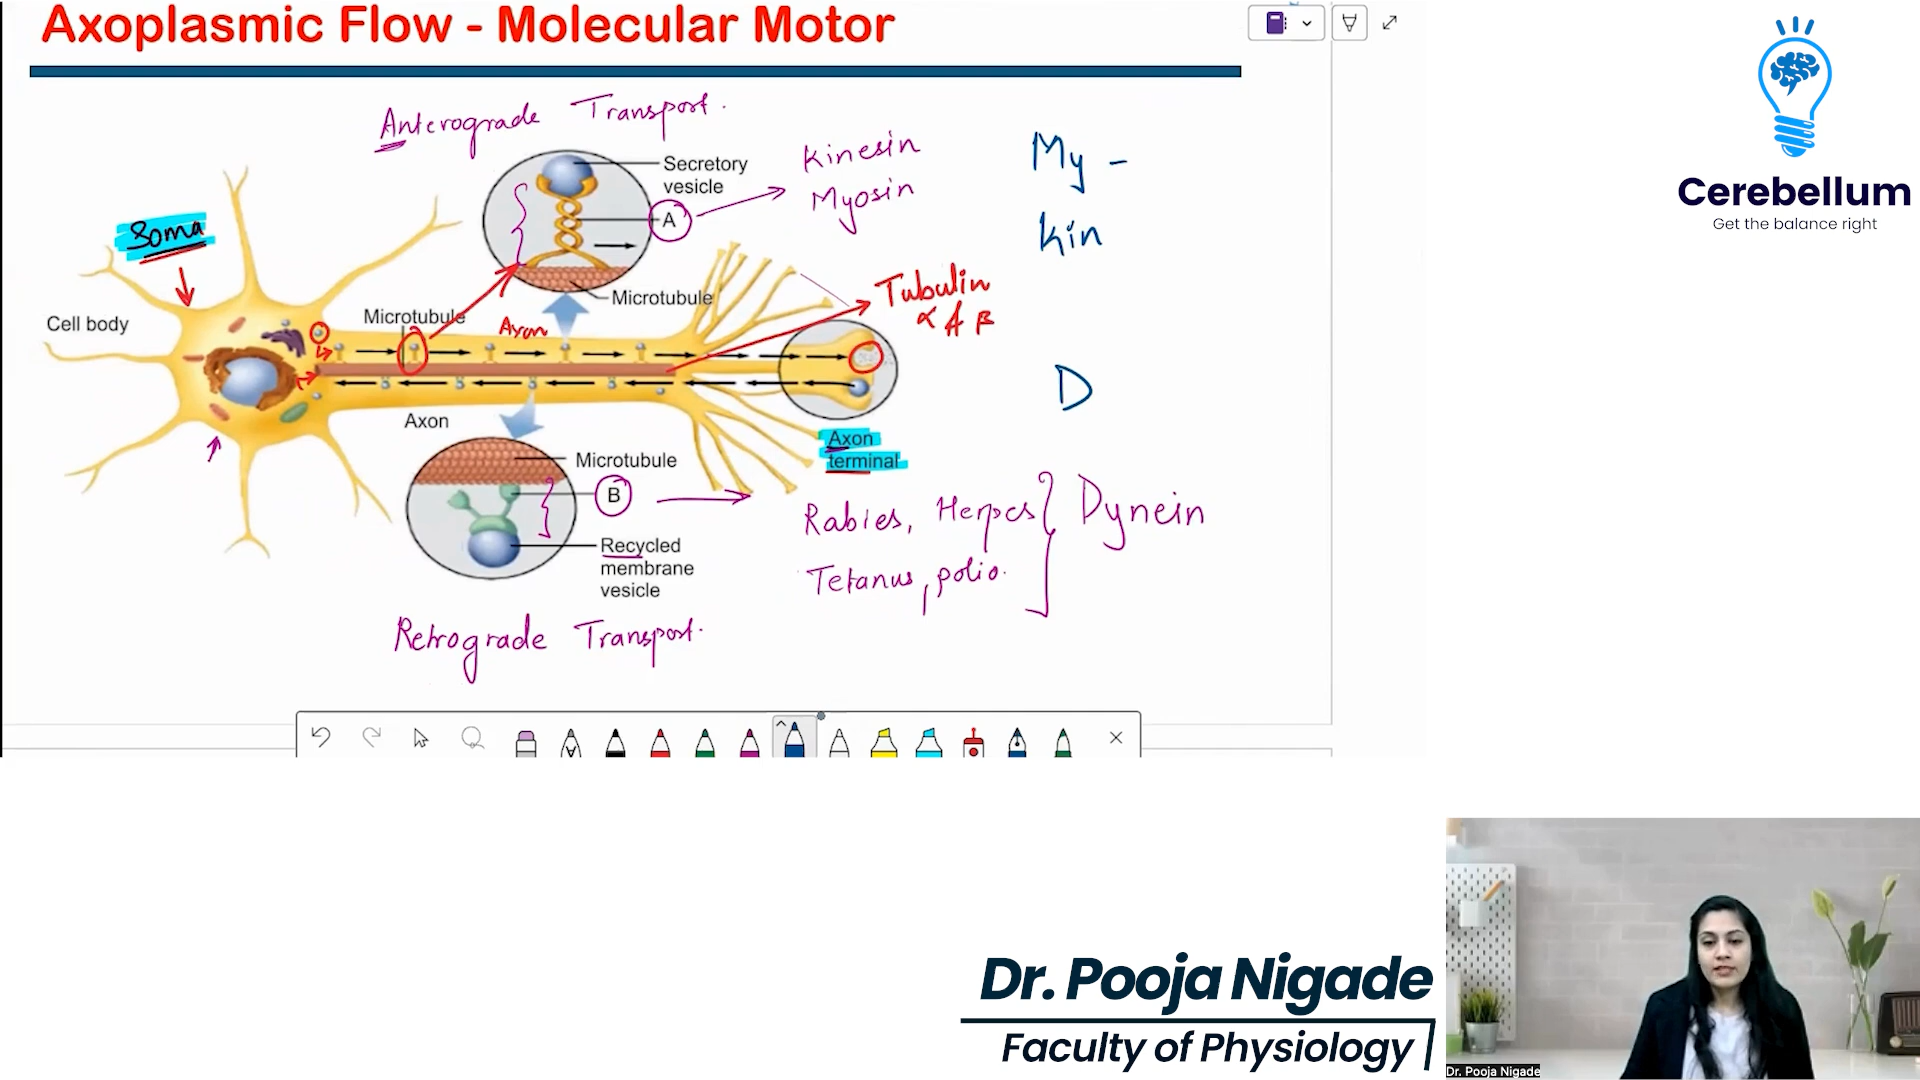 Axoplasmic Flow - Molecular Motor
Anterograde Transport.
Secretory
vesicle
A
Kinesin
Myosin
My -
Kin
Soma
Microtubule
Tubulin
α & β
Cell body
Microtubule
Axon
D
Axon
Axon
terminal
Microtubule
B
Rabies, Herpes
Tetanus, polio.
Dynein
Recycled
membrane
vesicle
Retrograde Transport.
Cerebellum
Get the balance right
Dr. Pooja Nigade
Faculty of Physiology
Dr. Pooja Nigade